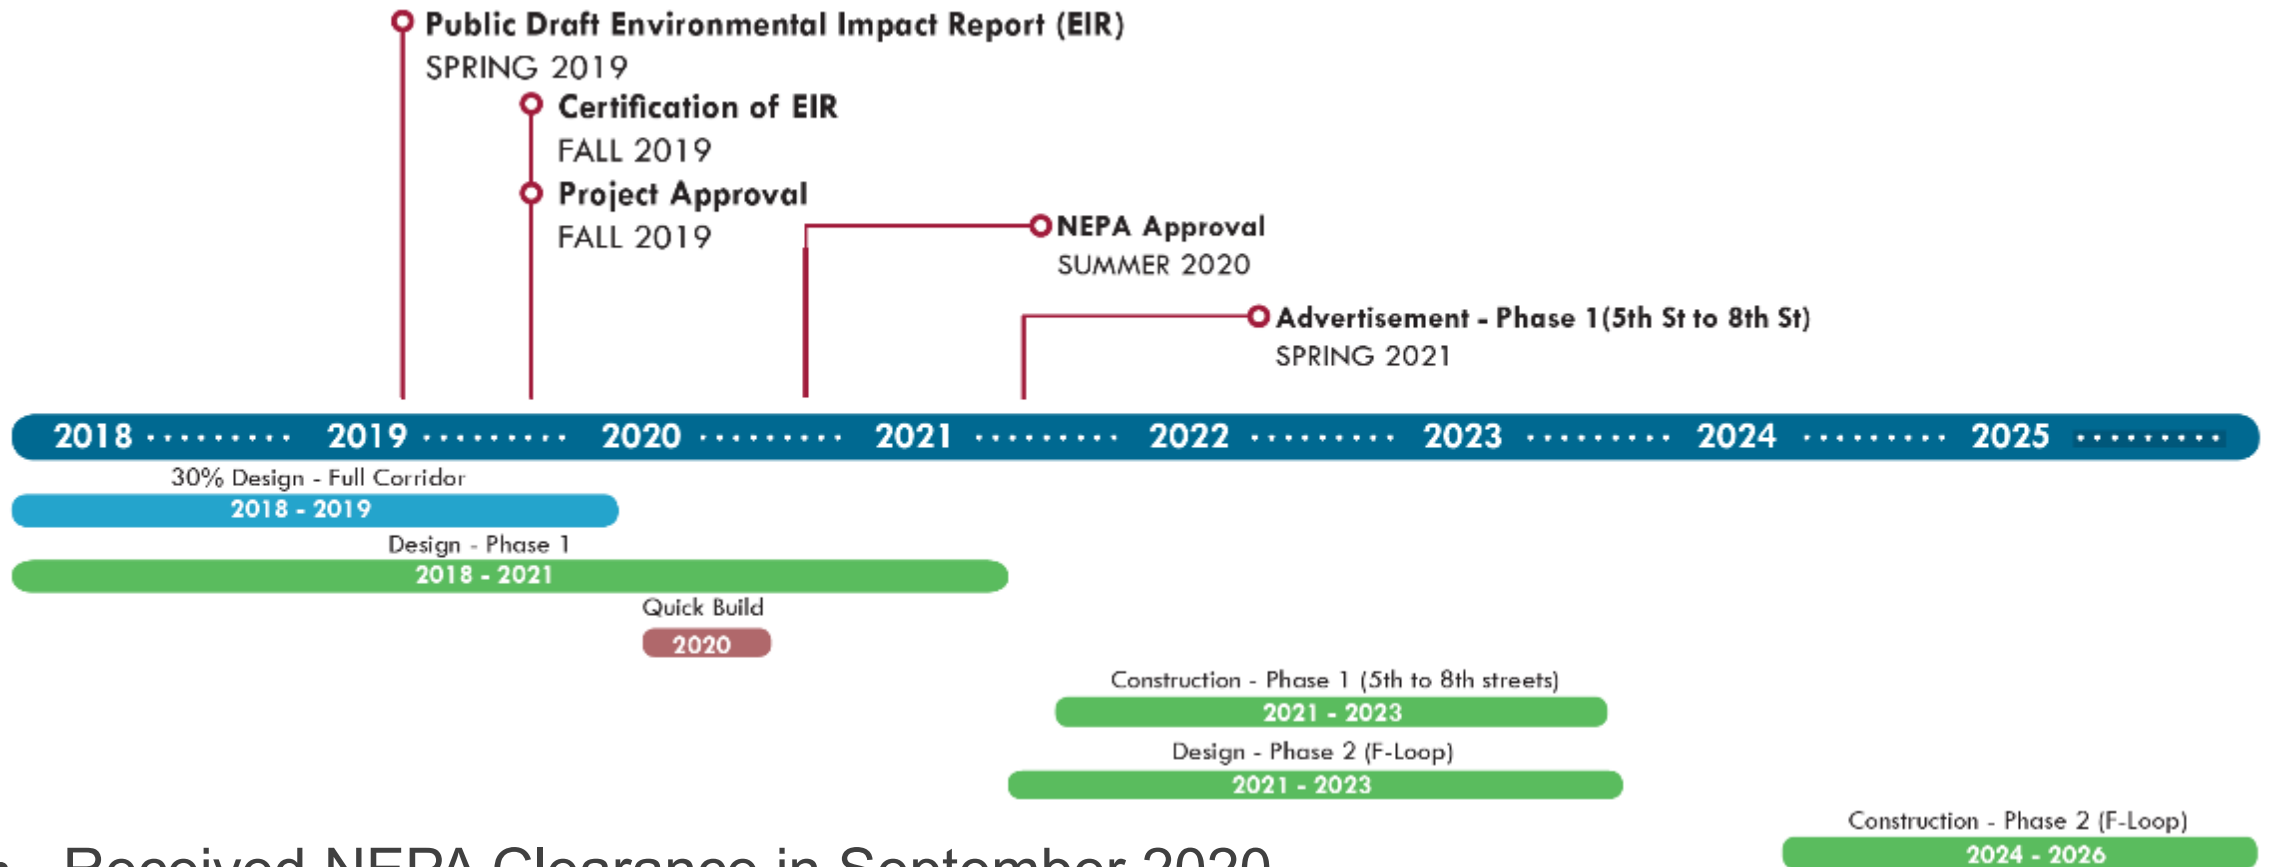 Public Draft Environmental Impact Report (EIR)
SPRING 2019
Certification of EIR
FALL 2019
Project Approval
FALL 2019
NEPA Approval
SUMMER 2020
Advertisement - Phase 1(5th St to 8th St)
SPRING 2021
2018 ········· 2019 ········· 2020 ········· 2021 ········· 2022 ········· 2023 ········· 2024 ········· 2025 ·········
30% Design - Full Corridor
2018 - 2019
Design - Phase 1
2018 - 2021
Quick Build
2020
Construction - Phase 1 (5th to 8th streets)
2021 - 2023
Design - Phase 2 (F-Loop)
2021 - 2023
Construction - Phase 2 (F-Loop)
2024 - 2026
Received NEPA Clearance in September 2020